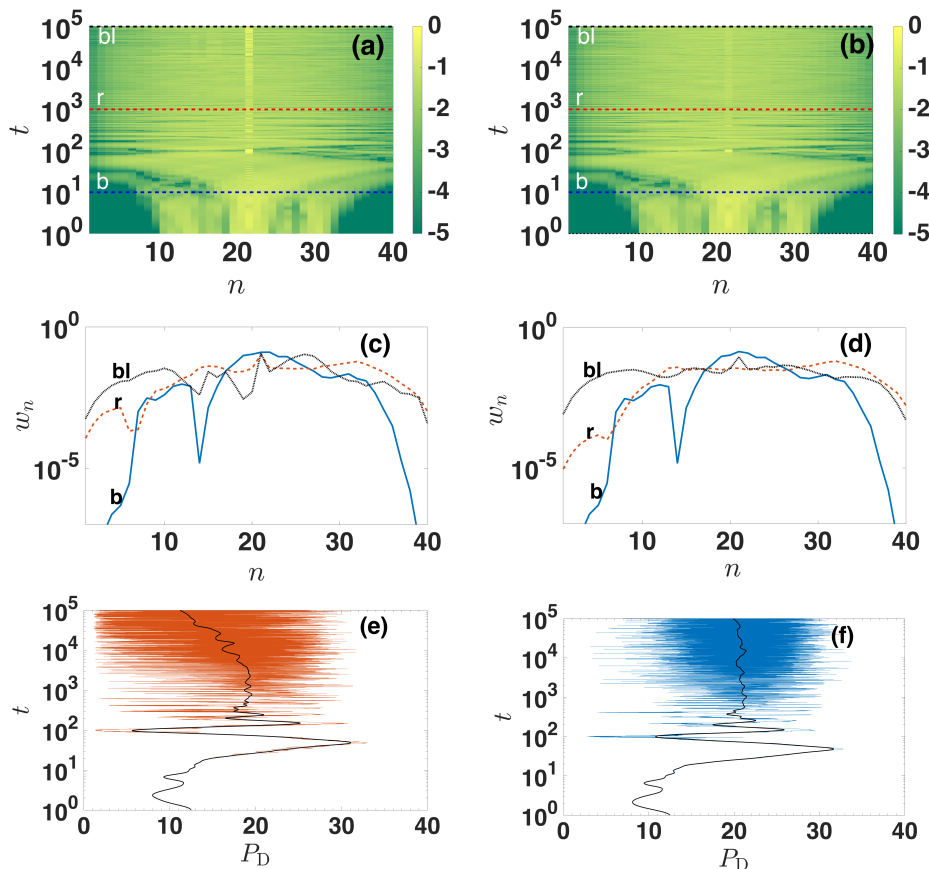 10^5 bl (a) 0 10^5 bl (b) 0
10^4 -1 10^4 -1
t 10^3 r -2 t 10^3 r -2
10^2 -3 10^2 -3
10^1 b -4 10^1 b -4
10^0 -5 10^0 -5
10 20 30 40 10 20 30 40
n n
10^0 (c) 10^0 (d)
bl bl
w_n r w_n r
10^-5 b 10^-5 b
10 20 30 40 10 20 30 40
n n
10^5 (e) 10^5 (f)
10^4 10^4
t 10^3 t 10^3
10^2 10^2
10^1 10^1
10^0 10^0
0 10 20 30 40 0 10 20 30 40
P_D P_D